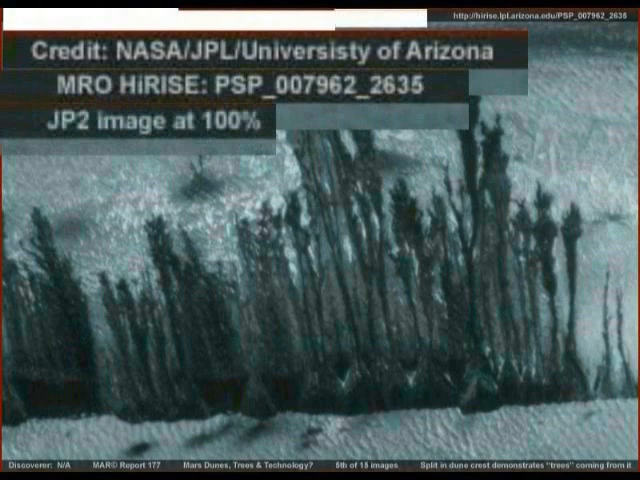 http://hirise.lpl.arizona.edu/PSP_007962_2635
Credit: NASA/JPL/Universisty of Arizona
MRO HiRISE: PSP_007962_2635
JP2 image at 100%
Discoverer: N/A MAR© Report 177 Mars Dunes, Trees & Technology? 5th of 15 images Split in dune crest demonstrates "trees" coming from it